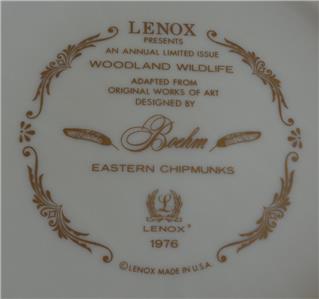 LENOX
PRESENTS
AN ANNUAL LIMITED ISSUE
WOODLAND WILDLIFE
ADAPTED FROM
ORIGINAL WORKS OF ART
DESIGNED BY
Boehm
EASTERN CHIPMUNKS
L
LENOX®
1976
© LENOX MADE IN U.S.A.